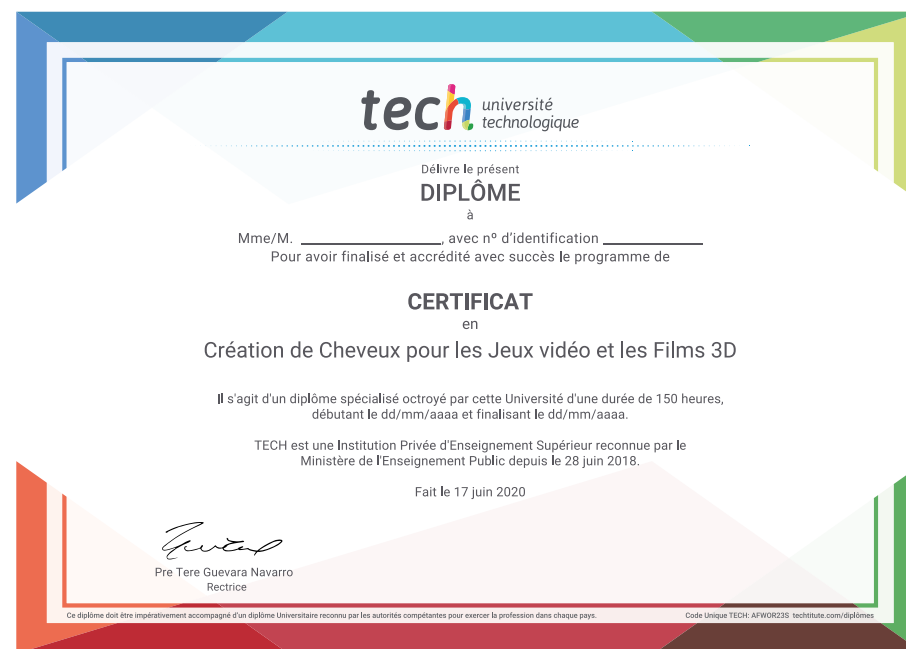 tech université
technologique
Délivre le présent
DIPLÔME
à
Mme/M. ____________________, avec nº d'identification ______________
Pour avoir finalisé et accrédité avec succès le programme de
CERTIFICAT
en
Création de Cheveux pour les Jeux vidéo et les Films 3D
Il s'agit d'un diplôme spécialisé octroyé par cette Université d'une durée de 150 heures,
débutant le dd/mm/aaaa et finalisant le dd/mm/aaaa.
TECH est une Institution Privée d'Enseignement Supérieur reconnue par le
Ministère de l'Enseignement Public depuis le 28 juin 2018.
Fait le 17 juin 2020
Pre Tere Guevara Navarro
Rectrice
Ce diplôme doit être impérativement accompagné d'un diplôme Universitaire reconnu par les autorités compétantes pour exercer la profession dans chaque pays. Code Unique TECH: AFWOR23S techtitute.com/diplômes